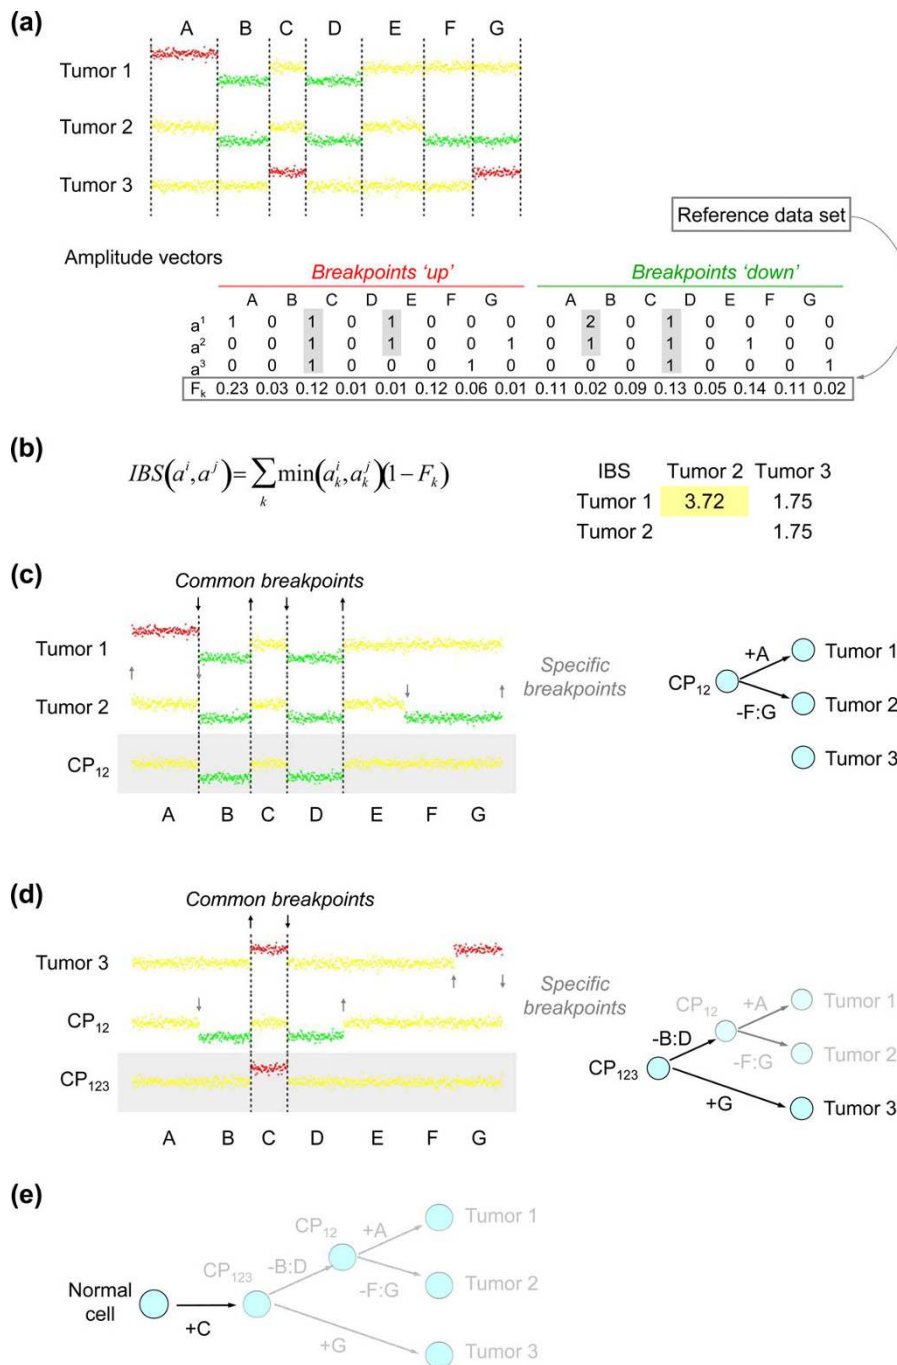 (a)
A B C D E F G
Tumor 1
Tumor 2
Tumor 3
Reference data set
Amplitude vectors
Breakpoints ‘up’ Breakpoints ‘down’
A B C D E F G A B C D E F G
a¹ 1 0 1 0 1 0 0 0 0 2 0 1 0 0 0 0
a² 0 0 1 0 1 0 0 1 0 1 0 1 0 1 0 0
a³ 0 0 1 0 0 0 1 0 0 0 0 1 0 0 0 1
Fₖ 0.23 0.03 0.12 0.01 0.01 0.12 0.06 0.01 0.11 0.02 0.09 0.13 0.05 0.14 0.11 0.02
(b)
IBS(aⁱ,aʲ)=∑ₖ min(aₖⁱ,aₖʲ)(1−Fₖ)
IBS Tumor 2 Tumor 3
Tumor 1 3.72 1.75
Tumor 2 1.75
(c)
Common breakpoints
Tumor 1
Tumor 2
CP₁₂
A B C D E F G
Specific
breakpoints
CP₁₂
+A
-F:G
Tumor 1
Tumor 2
Tumor 3
(d)
Common breakpoints
Tumor 3
CP₁₂
CP₁₂₃
A B C D E F G
Specific
breakpoints
CP₁₂ +A Tumor 1
-B:D
-F:G Tumor 2
CP₁₂₃
+G Tumor 3
(e)
CP₁₂ +A Tumor 1
CP₁₂₃ -B:D
-F:G Tumor 2
Normal
cell
+C
+G Tumor 3